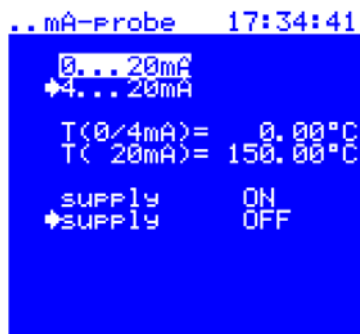 ..mA-probe 17:34:41
0...20mA
→4...20mA
T(0/4mA)= 0.00°C
T( 20mA)= 150.00°C
supply ON
→supply OFF